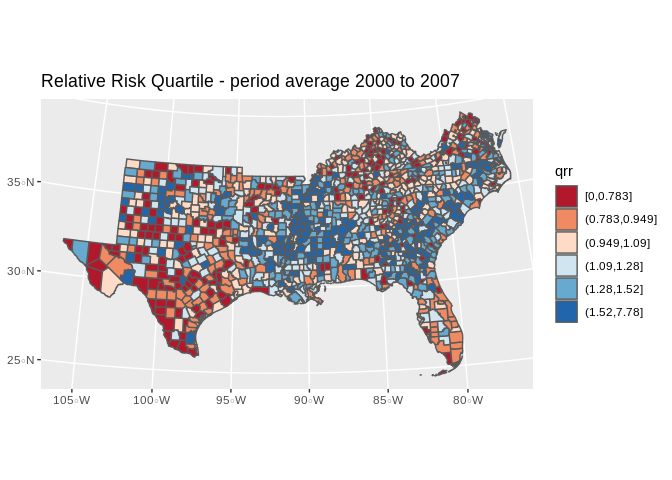 Relative Risk Quartile - period average 2000 to 2007
35°N
30°N
25°N
105°W
100°W
95°W
90°W
85°W
80°W
qrr
[0,0.783]
(0.783,0.949]
(0.949,1.09]
(1.09,1.28]
(1.28,1.52]
(1.52,7.78]